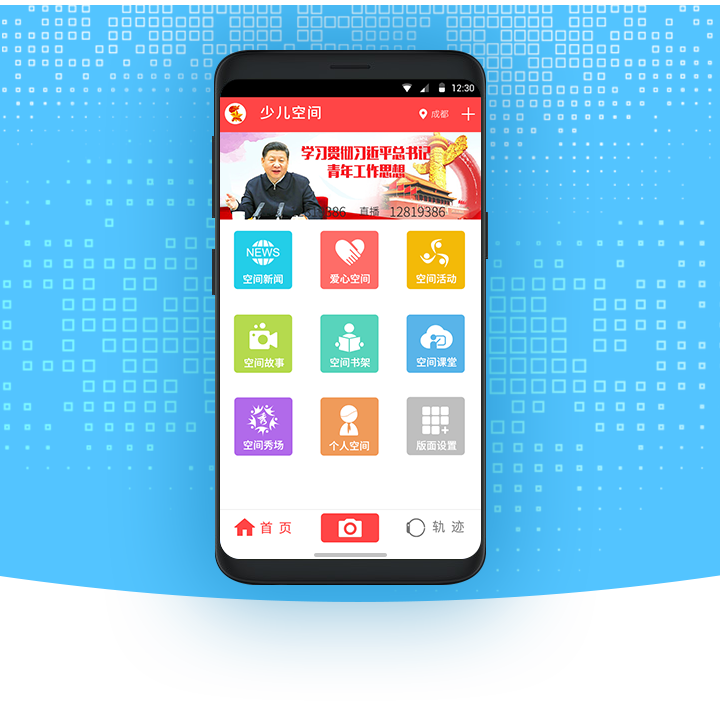 12:30
少儿空间
成都
学习贯彻习近平总书记
青年工作思想
386 直播 12819386
NEWS
空间新闻 爱心空间 空间活动
空间故事 空间书架 空间课堂
秀
空间秀场 个人空间 版面设置
首页 轨迹